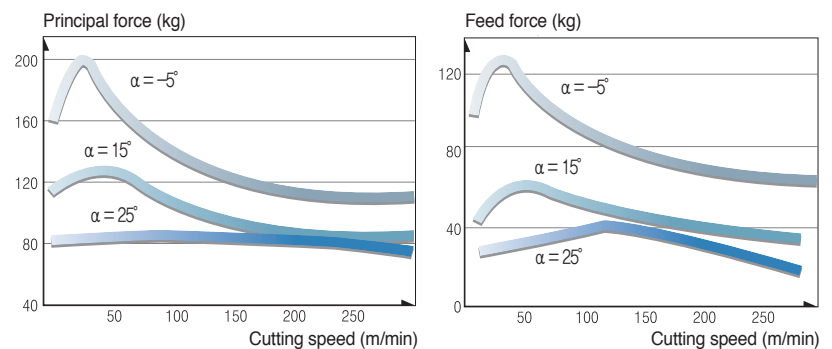 Principal force (kg)
200
160
120
80
40
α = –5°
α = 15°
α = 25°
50 100 150 200 250
Cutting speed (m/min)
Feed force (kg)
120
80
40
0
α = –5°
α = 15°
α = 25°
50 100 150 200 250
Cutting speed (m/min)